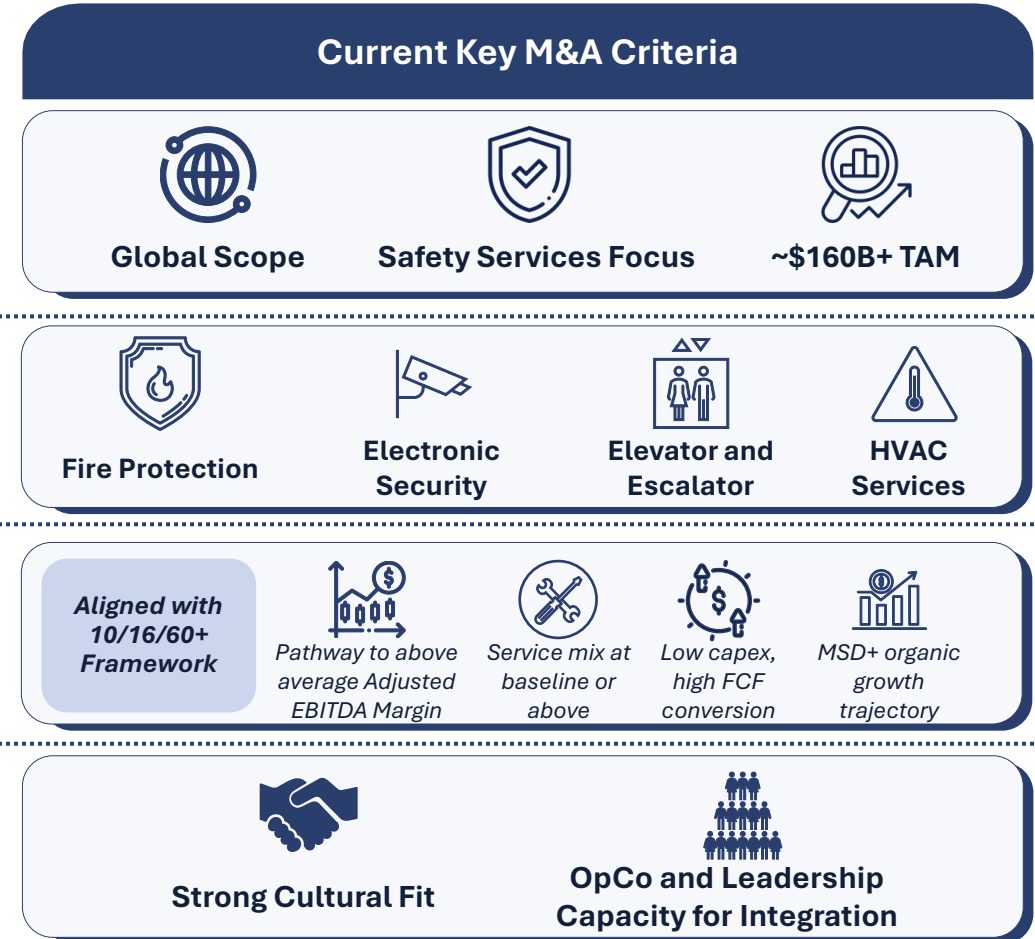 Current Key M&A Criteria
Global Scope
Safety Services Focus
~$160B+ TAM
Fire Protection
Electronic
Security
Elevator and
Escalator
HVAC
Services
Aligned with
10/16/60+
Framework
Pathway to above
average Adjusted
EBITDA Margin
Service mix at
baseline or
above
Low capex,
high FCF
conversion
MSD+ organic
growth
trajectory
Strong Cultural Fit
OpCo and Leadership
Capacity for Integration